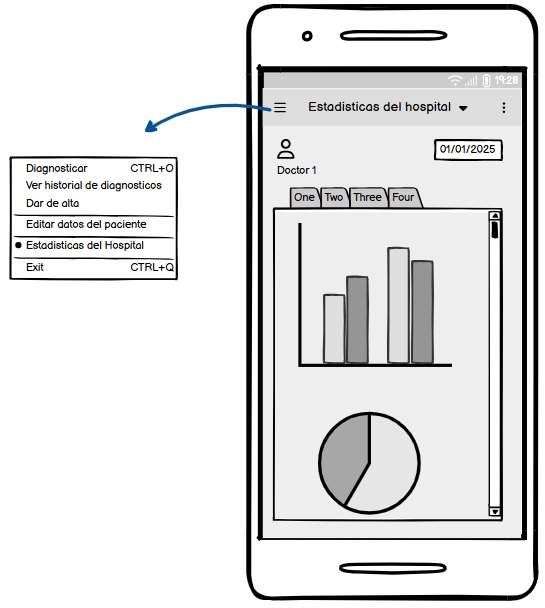 19:28
Estadisticas del hospital
01/01/2025
Doctor 1
One Two Three Four
Diagnosticar CTRL+O
Ver historial de diagnosticos
Dar de alta
Editar datos del paciente
Estadisticas del Hospital
Exit CTRL+Q